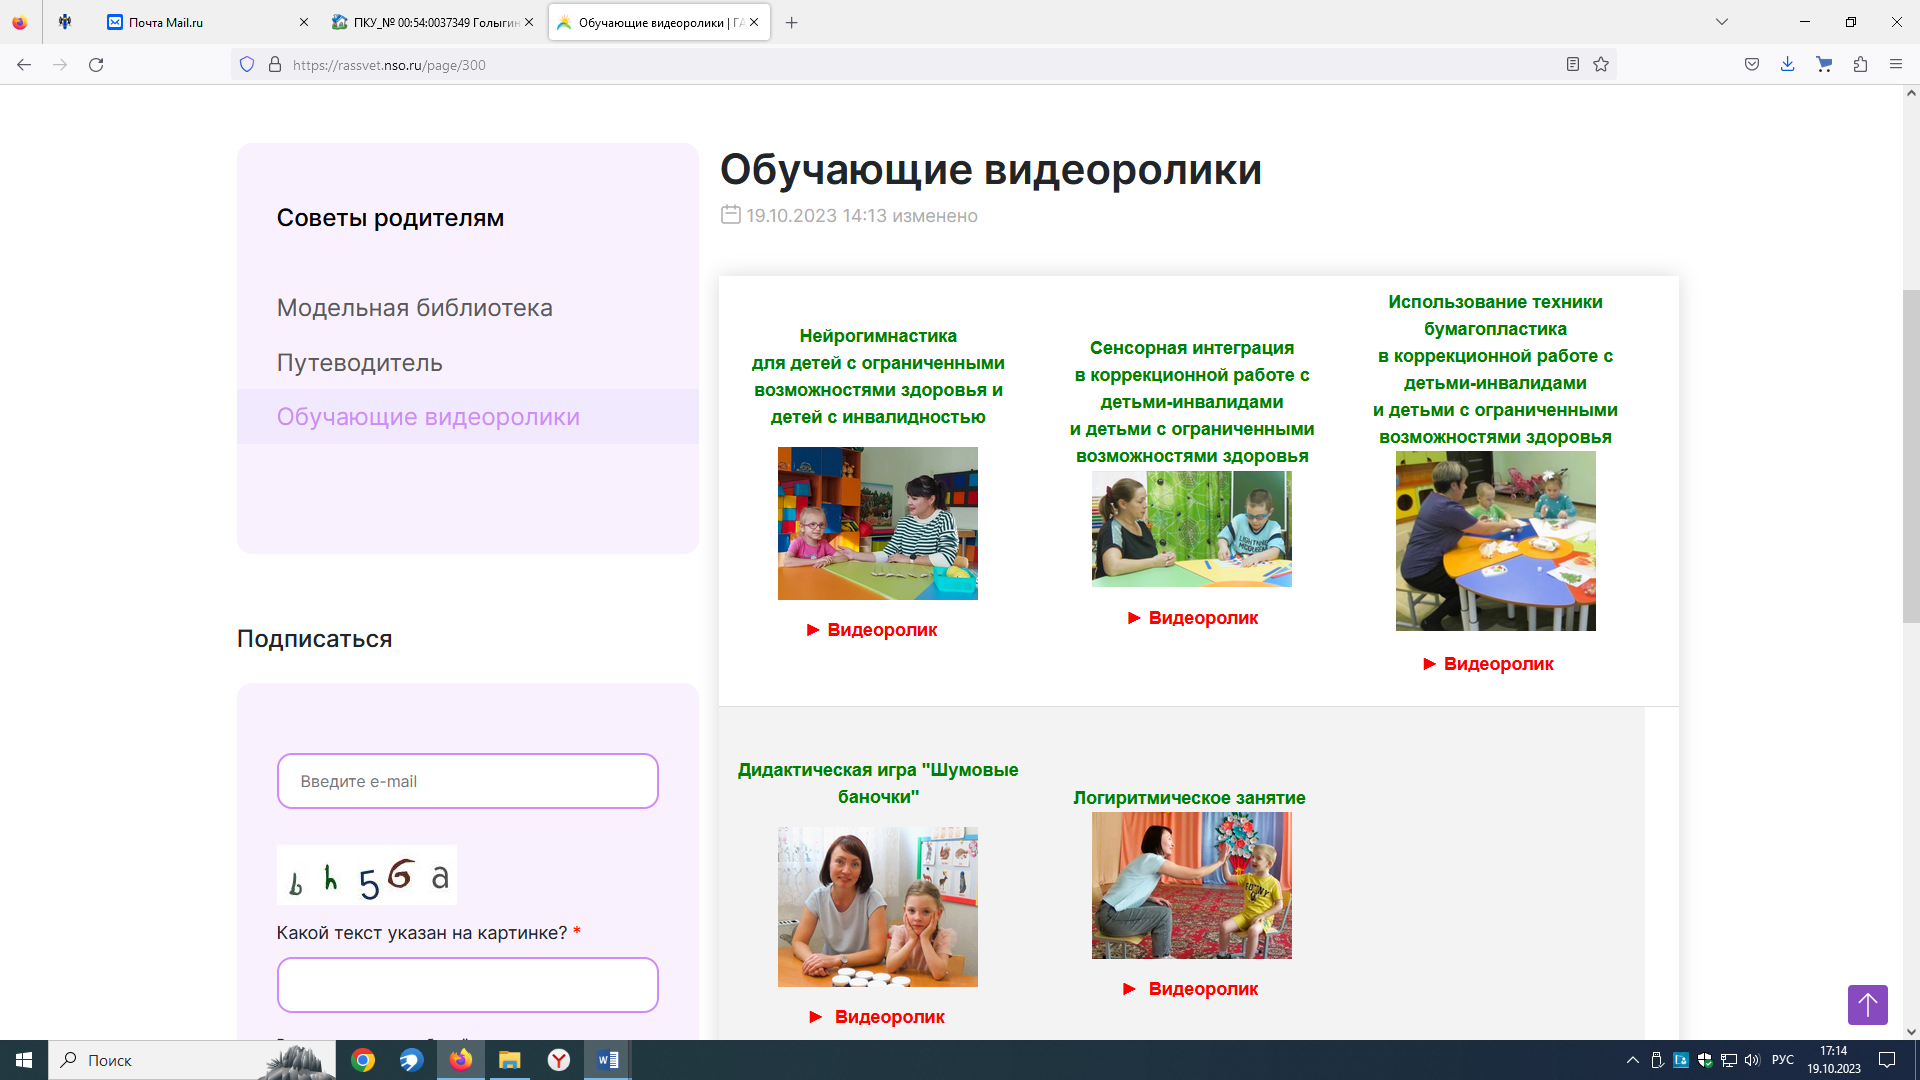 Почта Mail.ru
ПКУ_№ 00:54:0037349 Голыгин
Обучающие видеоролики | ГА
https://rassvet.nso.ru/page/300
Советы родителям
Модельная библиотека
Путеводитель
Обучающие видеоролики
Подписаться
Введите e-mail
b h 5 6 a
Какой текст указан на картинке? *
Обучающие видеоролики
19.10.2023 14:13 изменено
Нейрогимнастика
для детей с ограниченными
возможностями здоровья и
детей с инвалидностью
► Видеоролик
Сенсорная интеграция
в коррекционной работе с
детьми-инвалидами
и детьми с ограниченными
возможностями здоровья
► Видеоролик
Использование техники
бумагопластика
в коррекционной работе с
детьми-инвалидами
и детьми с ограниченными
возможностями здоровья
► Видеоролик
Дидактическая игра "Шумовые
баночки"
► Видеоролик
Логиритмическое занятие
► Видеоролик
Поиск
РУС
17:14
19.10.2023